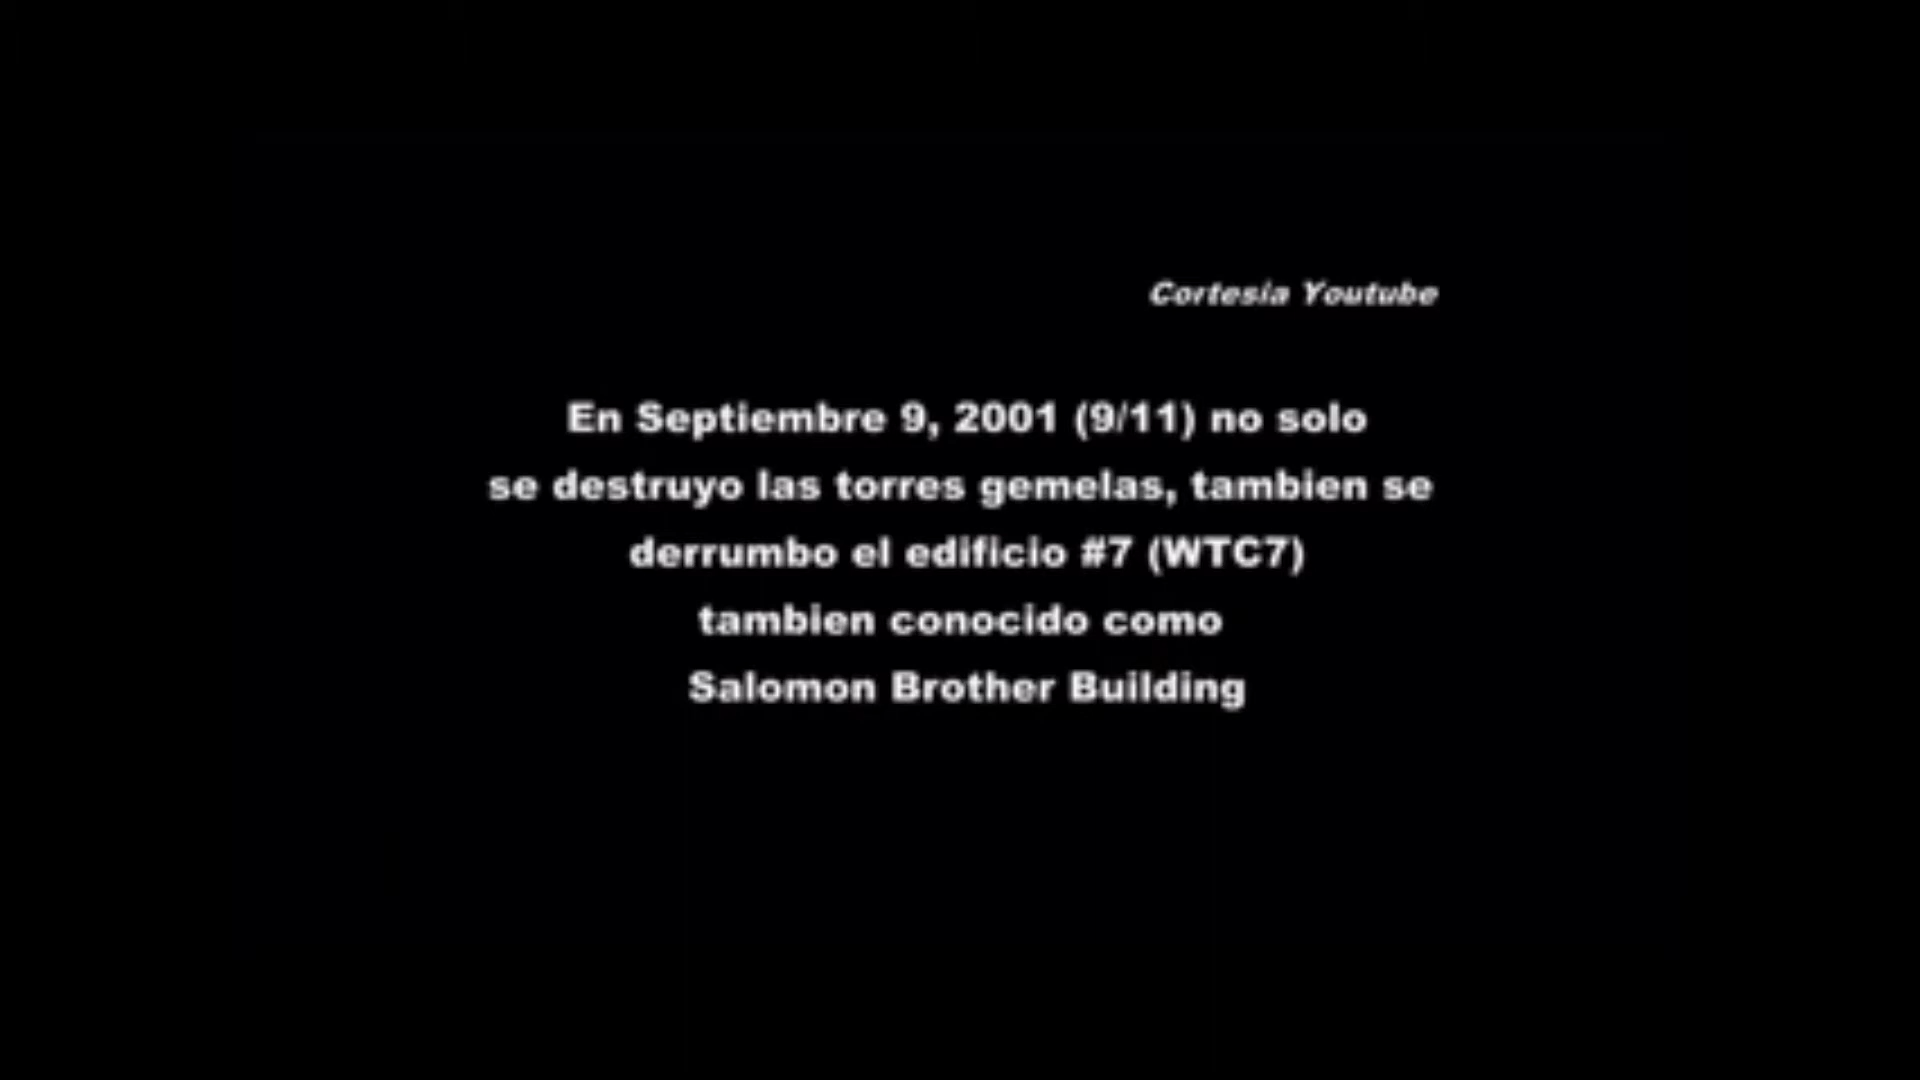 Cortesía Youtube
En Septiembre 9, 2001 (9/11) no solo
se destruyo las torres gemelas, tambien se
derrumbo el edificio #7 (WTC7)
tambien conocido como
Salomon Brother Building